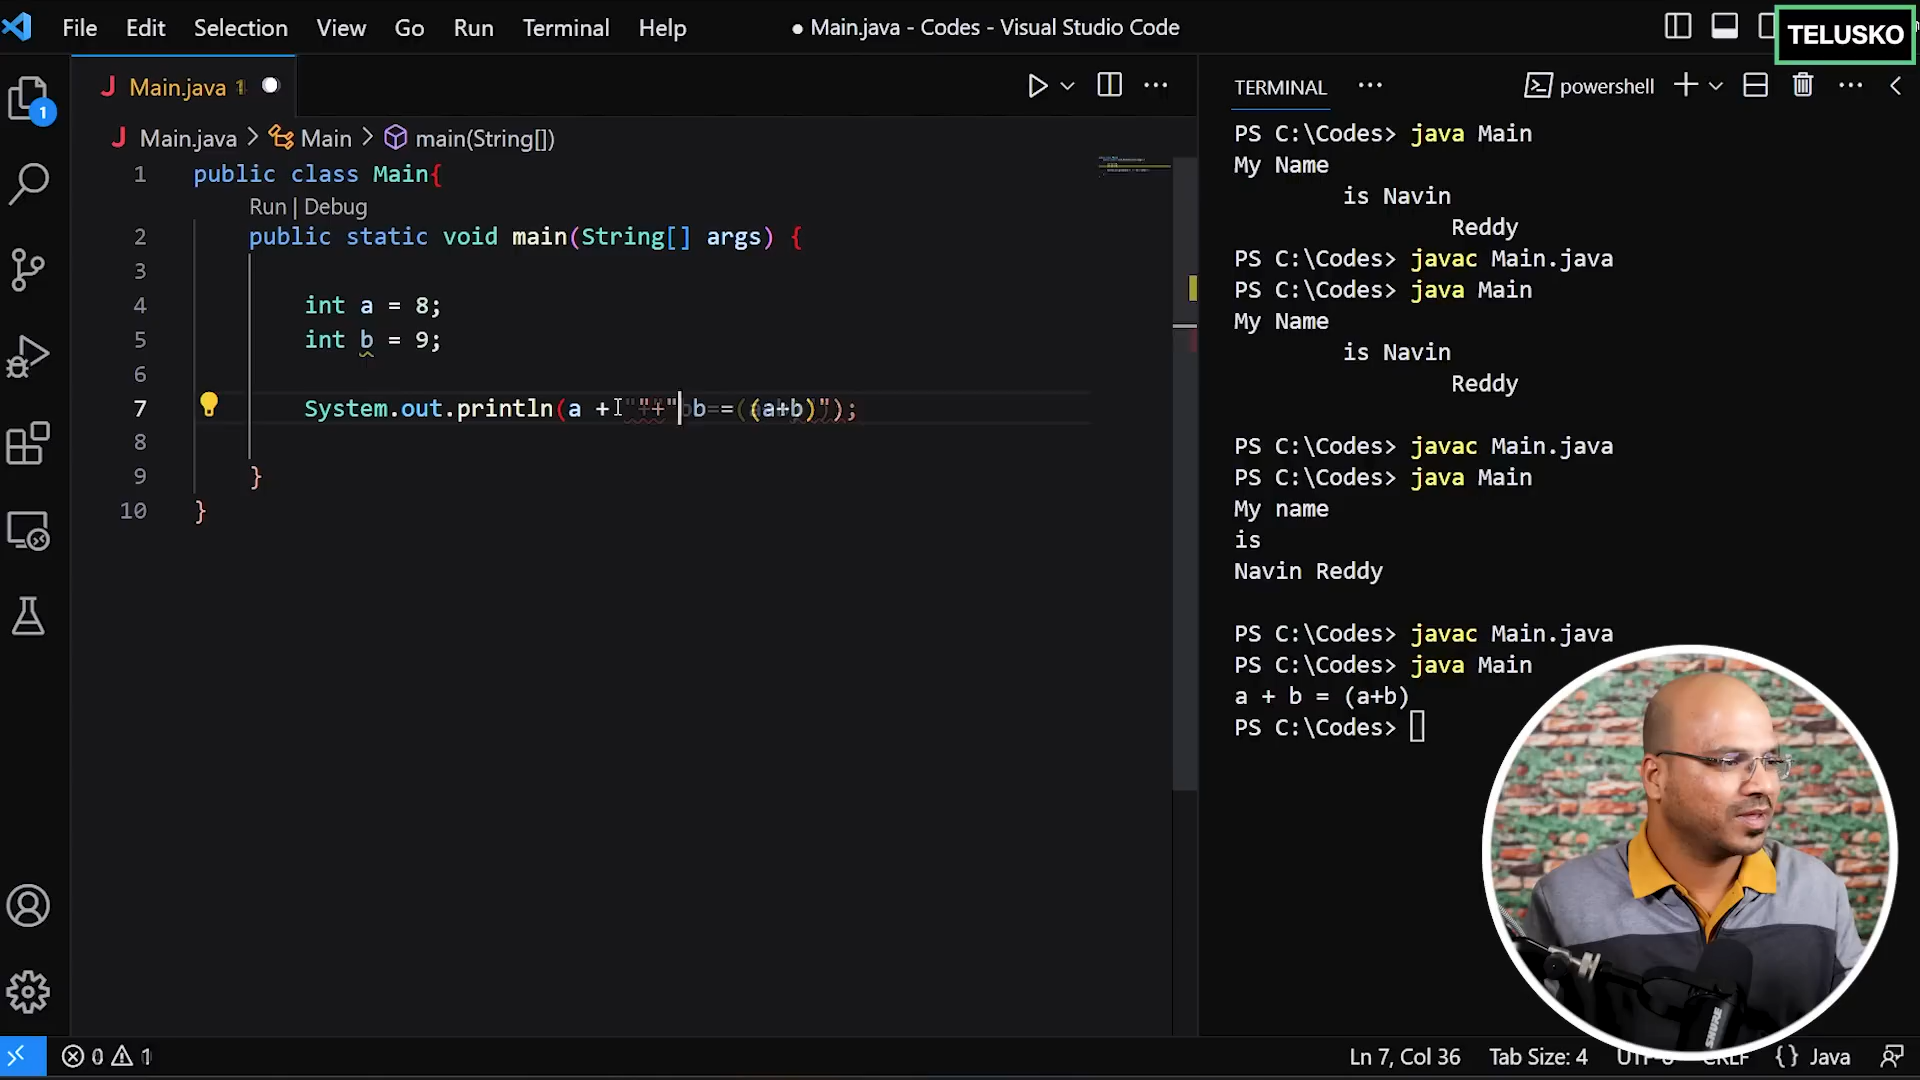 File Edit Selection View Go Run Terminal Help
Main.java - Codes - Visual Studio Code
TELUSKO
Main.java 1
Main.java > Main > main(String[])
1 public class Main{
Run | Debug
2 public static void main(String[] args) {
3
4 int a = 8;
5 int b = 9;
6
7 System.out.println(a + "+" b = (a+b)");
8
9 }
10 }
1
TERMINAL
powershell
PS C:\Codes> java Main
My Name
is Navin
Reddy
PS C:\Codes> javac Main.java
PS C:\Codes> java Main
My Name
is Navin
Reddy
PS C:\Codes> javac Main.java
PS C:\Codes> java Main
My name
is
Navin Reddy
PS C:\Codes> javac Main.java
PS C:\Codes> java Main
a + b = (a+b)
PS C:\Codes>
SHURE
0 1
Ln 7, Col 36 Tab Size: 4 CRLF {} Java